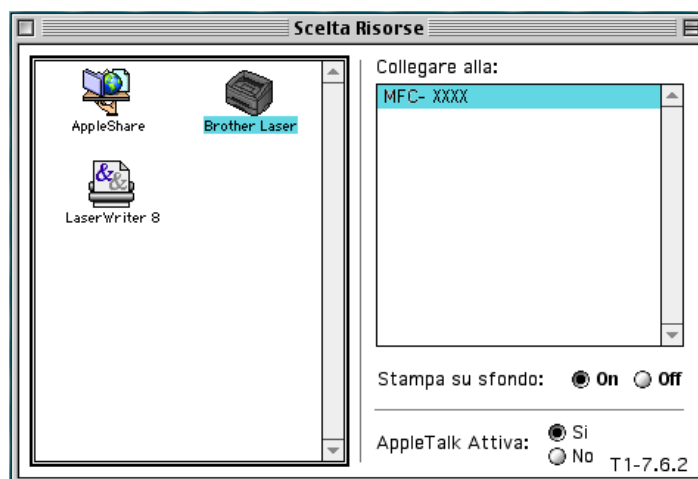 Scelta Risorse
AppleShare
Brother Laser
LaserWriter 8
Collegare alla:
MFC- XXXX
Stampa su sfondo: On Off
AppleTalk Attiva: Si
No
T1-7.6.2